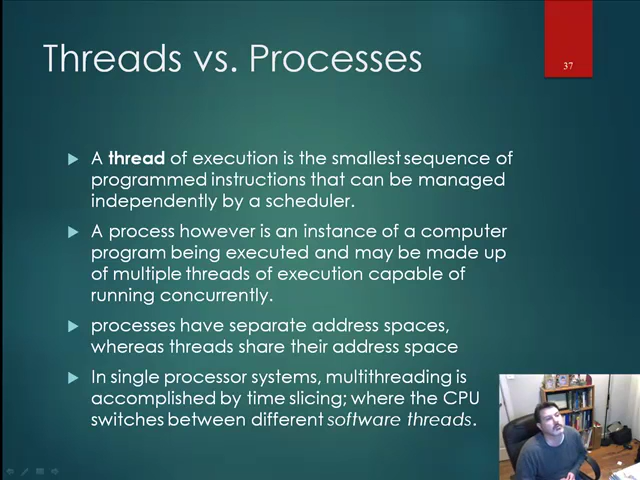 Threads vs. Processes
37
A thread of execution is the smallest sequence of
programmed instructions that can be managed
independently by a scheduler.
A process however is an instance of a computer
program being executed and may be made up
of multiple threads of execution capable of
running concurrently.
processes have separate address spaces,
whereas threads share their address space
In single processor systems, multithreading is
accomplished by time slicing; where the CPU
switches between different software threads.